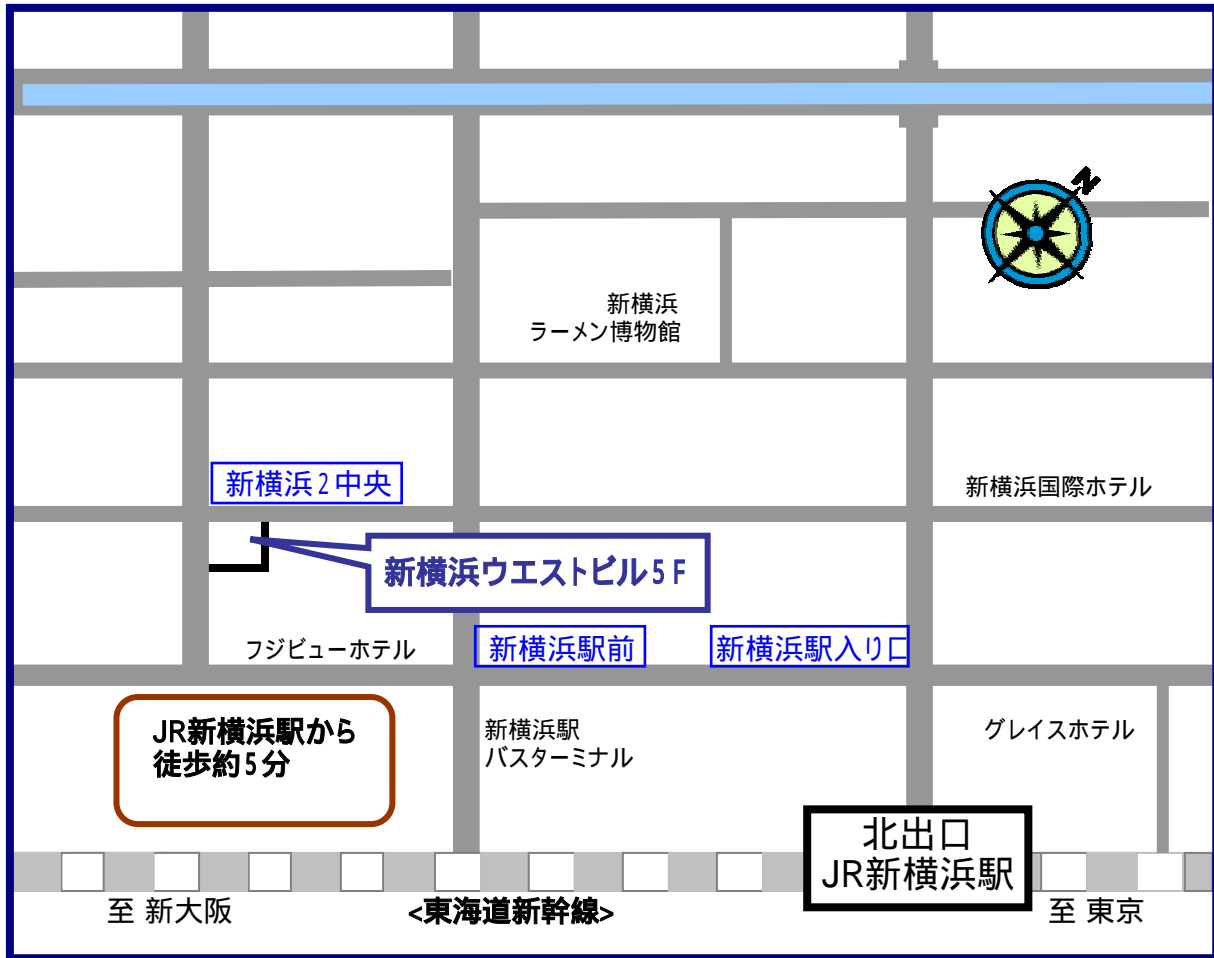 N
新横浜
ラーメン博物館
新横浜2中央
新横浜国際ホテル
新横浜ウエストビル5F
フジビューホテル
新横浜駅前
新横浜駅入り口
JR新横浜駅から
徒歩約5分
新横浜駅
バスターミナル
グレイスホテル
北出口
JR新横浜駅
至 新大阪
<東海道新幹線>
至 東京